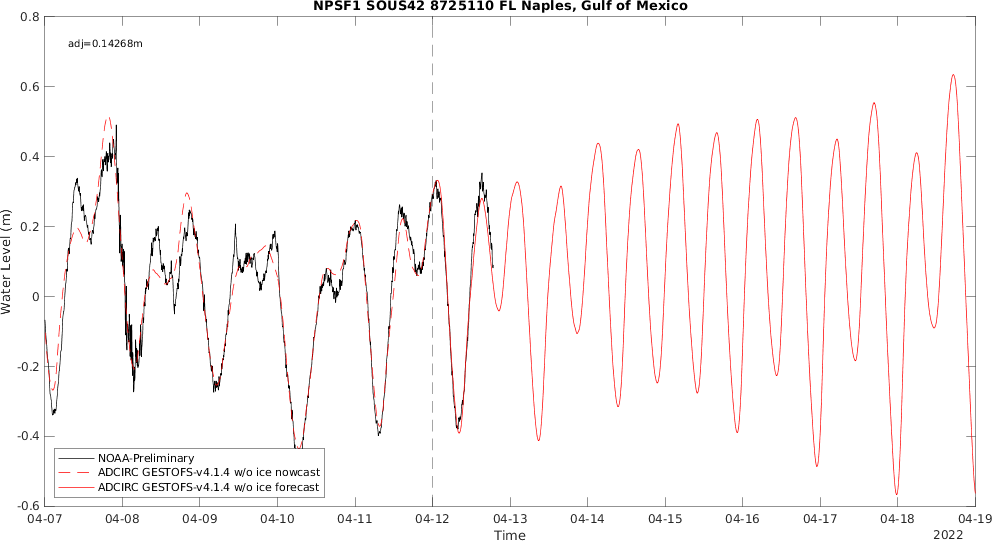 NPSF1 SOUS42 8725110 FL Naples, Gulf of Mexico
adj=0.14268m
0.8
0.6
0.4
0.2
0
-0.2
-0.4
-0.6
Water Level (m)
NOAA-Preliminary
ADCIRC GESTOFS-v4.1.4 w/o ice nowcast
ADCIRC GESTOFS-v4.1.4 w/o ice forecast
04-07 04-08 04-09 04-10 04-11 04-12 04-13 04-14 04-15 04-16 04-17 04-18 04-19
Time
2022